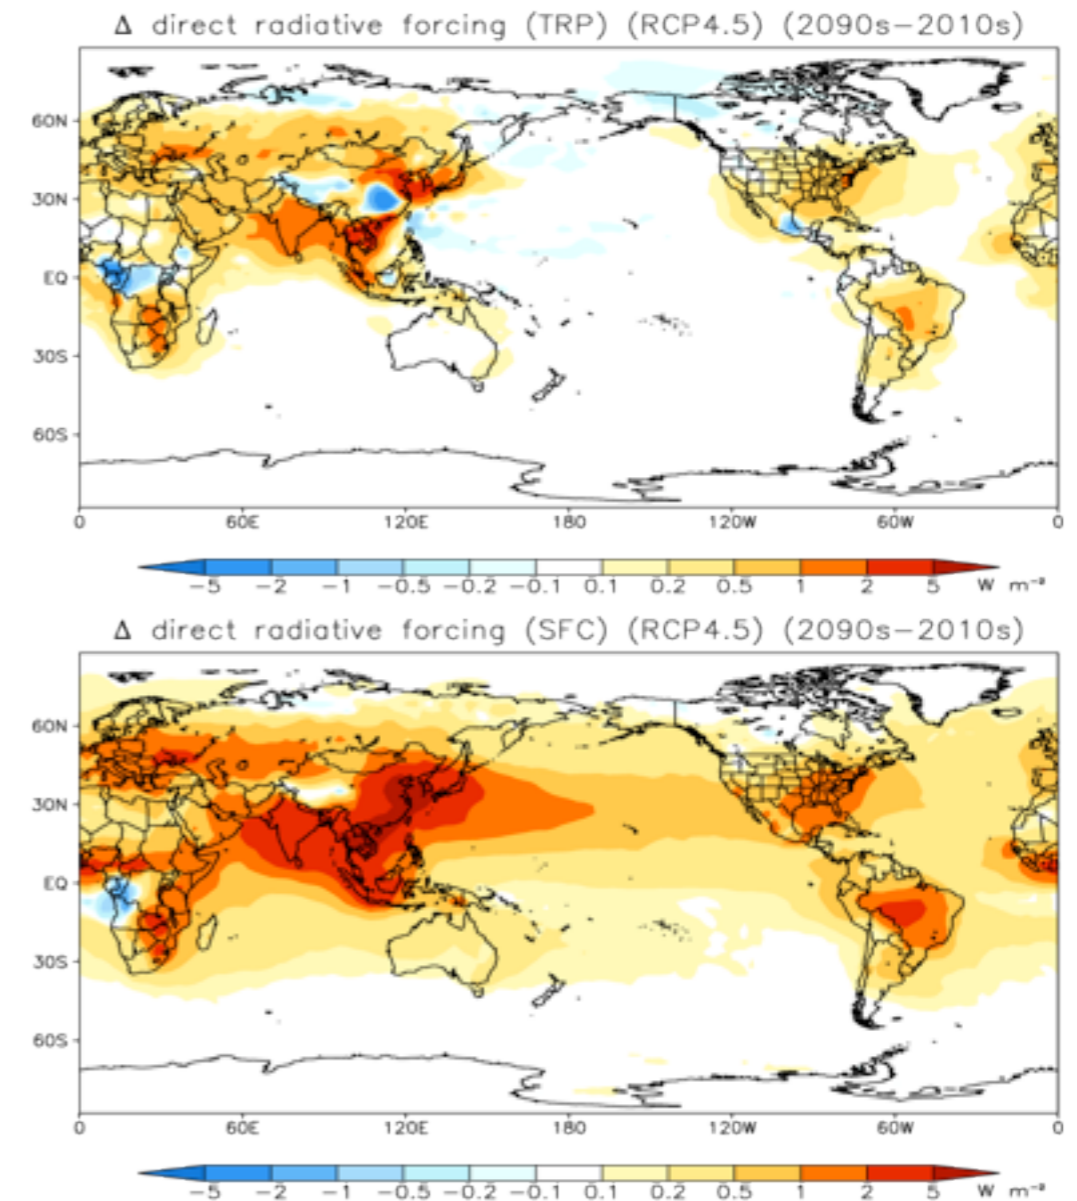 Δ direct radiative forcing (TRP) (RCP4.5) (2090s−2010s)
60N
30N
EQ
30S
60S
0 60E 120E 180 120W 60W 0
−5 −2 −1 −0.5 −0.2 −0.1 0.1 0.2 0.5 1 2 5 W m⁻²
Δ direct radiative forcing (SFC) (RCP4.5) (2090s−2010s)
60N
30N
EQ
30S
60S
0 60E 120E 180 120W 60W 0
−5 −2 −1 −0.5 −0.2 −0.1 0.1 0.2 0.5 1 2 5 W m⁻²